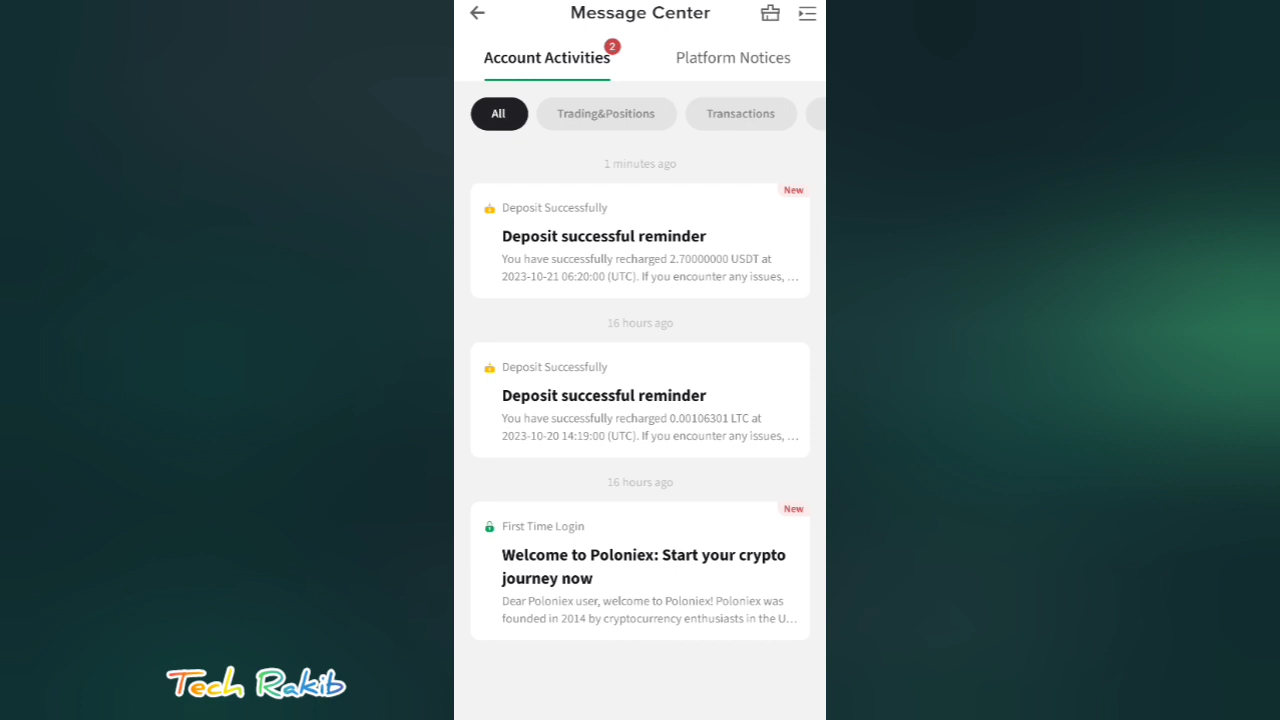 Message Center
Account Activities
2
Platform Notices
All
Trading&Positions
Transactions
1 minutes ago
New
Deposit Successfully
Deposit successful reminder
You have successfully recharged 2.70000000 USDT at
2023-10-21 06:20:00 (UTC). If you encounter any issues, ...
16 hours ago
Deposit Successfully
Deposit successful reminder
You have successfully recharged 0.00106301 LTC at
2023-10-20 14:19:00 (UTC). If you encounter any issues, ...
16 hours ago
New
First Time Login
Welcome to Poloniex: Start your crypto
journey now
Dear Poloniex user, welcome to Poloniex! Poloniex was
founded in 2014 by cryptocurrency enthusiasts in the U...
Tech Rakib